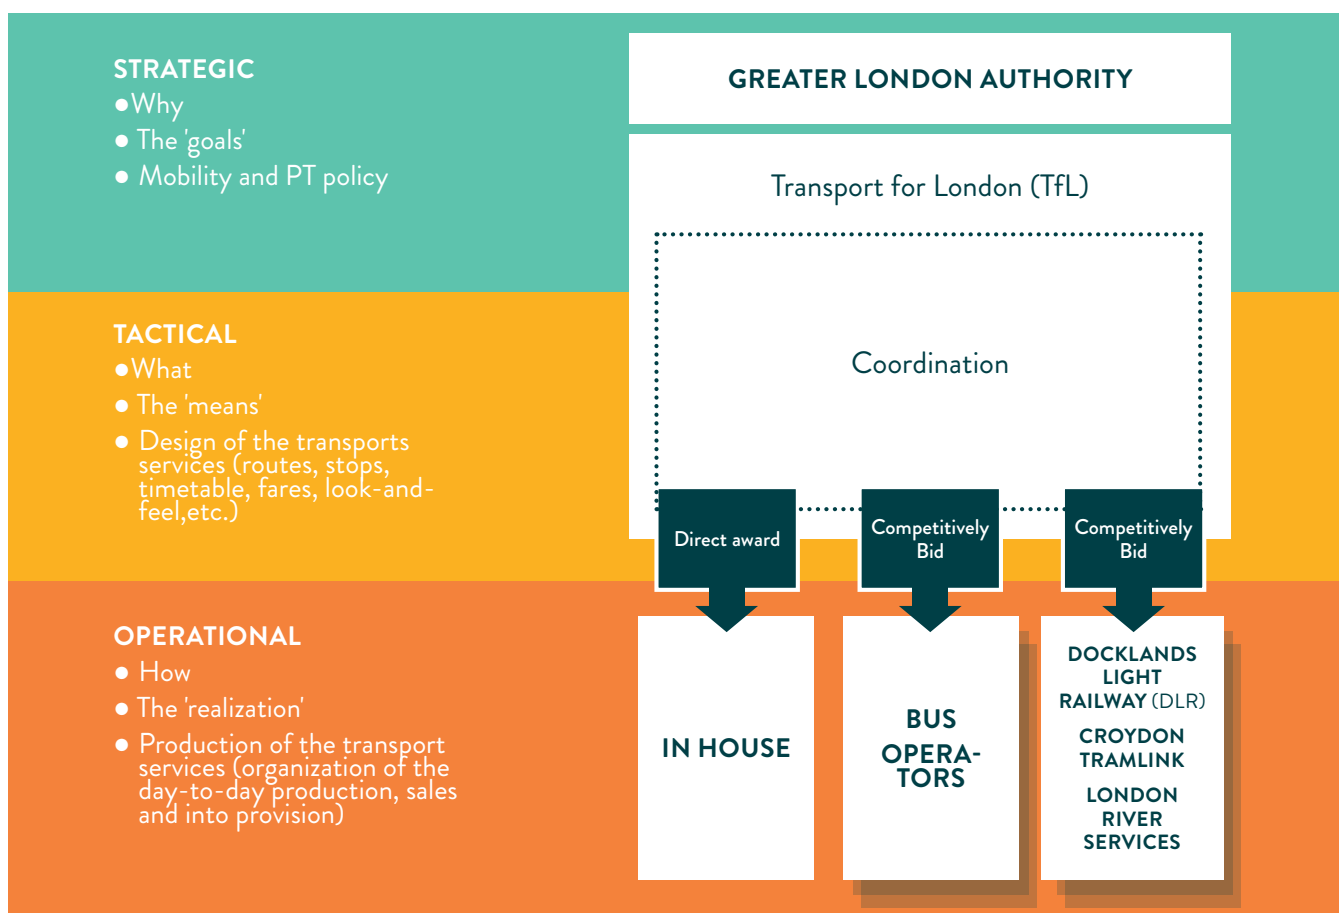 STRATEGIC
●Why
● The 'goals'
● Mobility and PT policy
GREATER LONDON AUTHORITY
Transport for London (TfL)
TACTICAL
●What
● The 'means'
● Design of the transports
services (routes, stops,
timetable, fares, look-and-
feel,etc.)
Coordination
Direct award
Competitively
Bid
Competitively
Bid
OPERATIONAL
● How
● The 'realization'
● Production of the transport
services (organization of the
day-to-day production, sales
and into provision)
IN HOUSE
BUS
OPERA-
TORS
DOCKLANDS
LIGHT
RAILWAY (DLR)
CROYDON
TRAMLINK
LONDON
RIVER
SERVICES